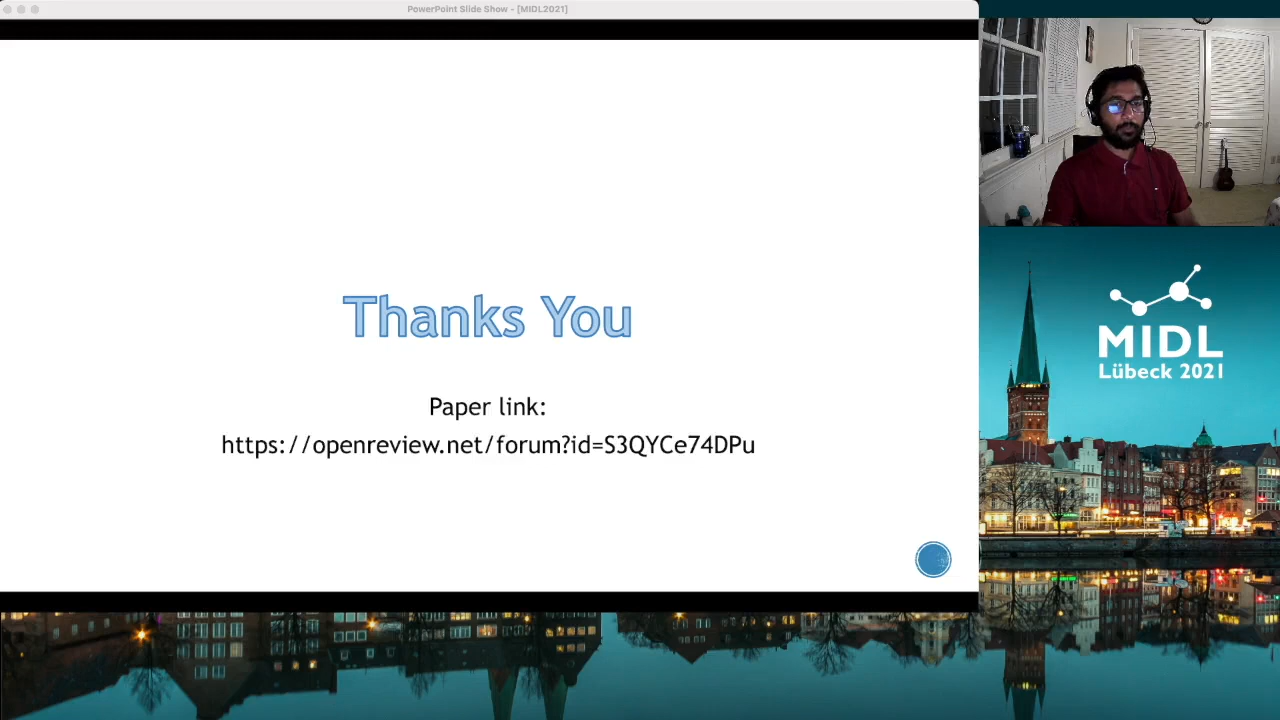 PowerPoint Slide Show - [MIDL2021]
Thanks You
Paper link:
https://openreview.net/forum?id=S3QYCe74DPu
MIDL
Lübeck 2021